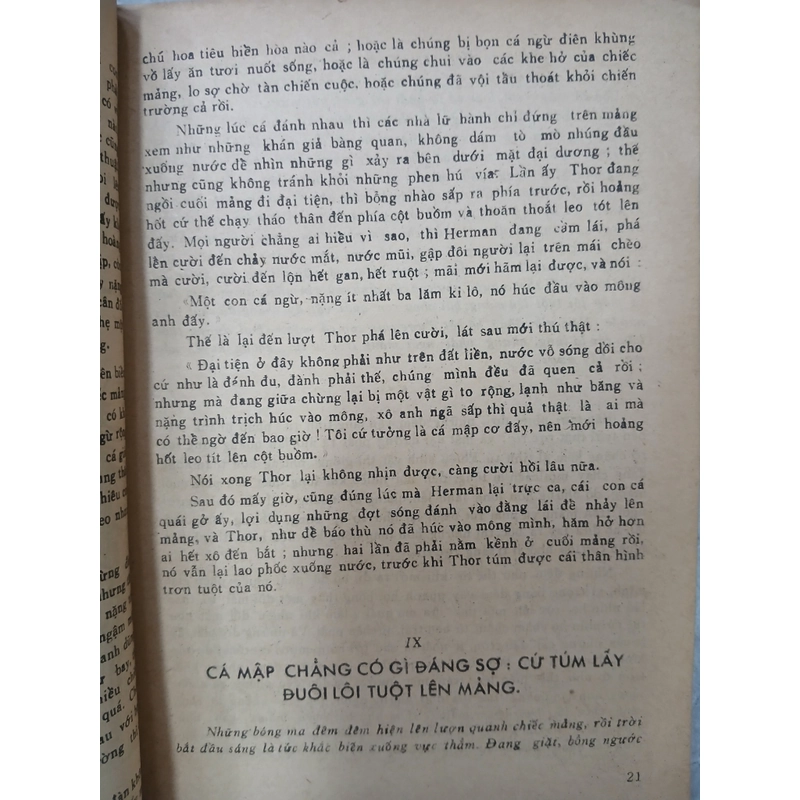 chú hoa tiêu biển hòa nào cả ; hoặc là chúng bị bọn cá ngừ điên khùng
vồ lấy ăn tươi nuốt sống, hoặc là chúng chui vào các khe hở của chiếc
mảng, lo sợ chờ tàn chiến cuộc, hoặc chúng đã vội tẩu thoát khỏi chiến
trường cả rồi.
Những lúc cá đánh nhau thì các nhà lữ hành chỉ đứng trên mảng
xem như những khán giả bàng quan, không dám tò mò nhúng đầu
xuống nước để nhìn những gì xảy ra bên dưới mặt đại dương ; thế
nhưng cũng không tránh khỏi những phen hú vía. Lần ấy Thor đang
ngồi cuối mảng đi đại tiện, thì bỗng nhào sấp ra phía trước, rồi hoảng
hốt cứ thế chạy tháo thân đến phía cột buồm và thoăn thoắt leo tót lên
đấy. Mọi người chẳng ai hiểu vì sao, thì Herman đang cầm lái, phá
lên cười đến chảy nước mắt, nước mũi, gập đôi người lại trên mái chèo
mà cười, cười đến lộn hết gan, hết ruột ; mãi mới hãm lại được, và nói :
«Một con cá ngừ, nặng ít nhất ba lăm ki lô, nó húc đầu vào mông
anh đấy.
Thế là lại đến lượt Thor phá lên cười, lát sau mới thú thật :
« Đại tiện ở đây không phải như trên đất liền, nước vỗ sóng dồi cho
cứ như là đánh đu, đành phải thế, chúng mình đều đã quen cả rồi ;
nhưng mà đang giữa chừng lại bị một vật gì to rộng, lạnh như băng và
nặng trình trịch húc vào mông, xô anh ngã sấp thì quả thật là ai mà
có thể ngờ đến bao giờ ! Tôi cứ tưởng là cá mập cơ đấy, nên mới hoảng
hốt leo tít lên cột buồm.
Nói xong Thor lại không nhịn được, càng cười hồi lâu nữa.
Sau đó mấy giờ, cũng đúng lúc mà Herman lại trực ca, cái con cá
quái gở ấy, lợi dụng những đợt sóng đánh vào đằng lái để nhảy lên
mảng, và Thor, như để báo thù nó đã húc vào mông mình, hăm hở hơn
ai hết xô đến bắt ; nhưng hai lần đã phải nằm kềnh ở cuối mảng rồi,
nó vẫn lại lao phốc xuống nước, trước khi Thor túm được cái thân hình
trơn tuột của nó.
IX
CÁ MẬP CHẲNG CÓ GÌ ĐÁNG SỢ : CỨ TÚM LẤY
ĐUÔI LÔI TUỘT LÊN MẢNG.
Những bóng ma đêm đêm hiện lên lượn quanh chiếc mảng, rồi trời
bắt đầu sáng là tức khắc biến xuống vực thẳm. Đang giặt, bỗng ngước
21